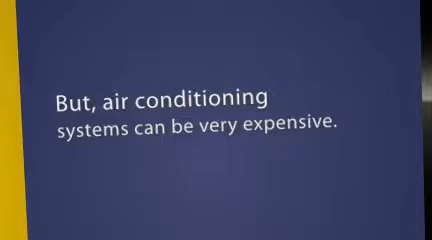 But, air conditioning
systems can be very expensive.